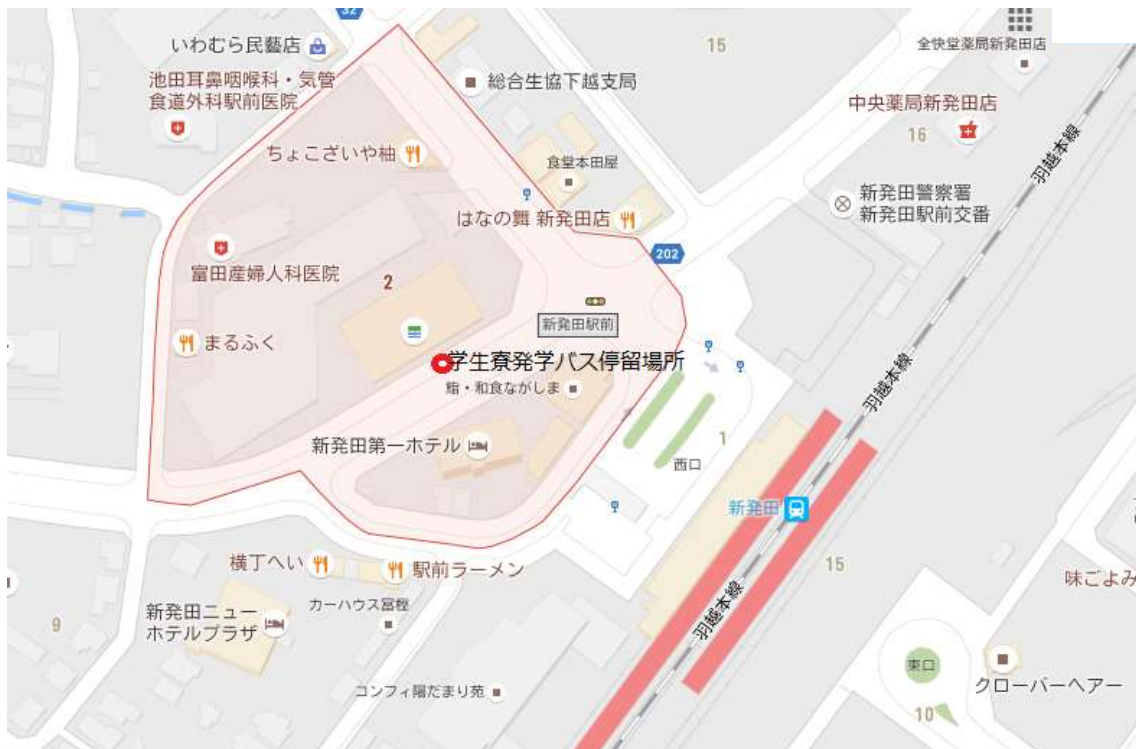 32
いわむら民藝店
15
全快堂薬局新発田店
池田耳鼻咽喉科・気管
食道外科駅前医院
総合生協下越支局
中央薬局新発田店
16
羽越本線
ちょこざいや柚
食堂本田屋
新発田警察署
新発田駅前交番
はなの舞 新発田店
202
富田産婦人科医院
2
新発田駅前
まるふく
学生寮発学バス停留場所
鮨・和食ながしま
羽越本線
新発田第一ホテル
1
西口
新発田
横丁へい
駅前ラーメン
15
味ごよみ
カーハウス冨樫
新発田ニュー
ホテルプラザ
9
羽越本線
東口
コンフィ陽だまり苑
クローバーヘアー
10